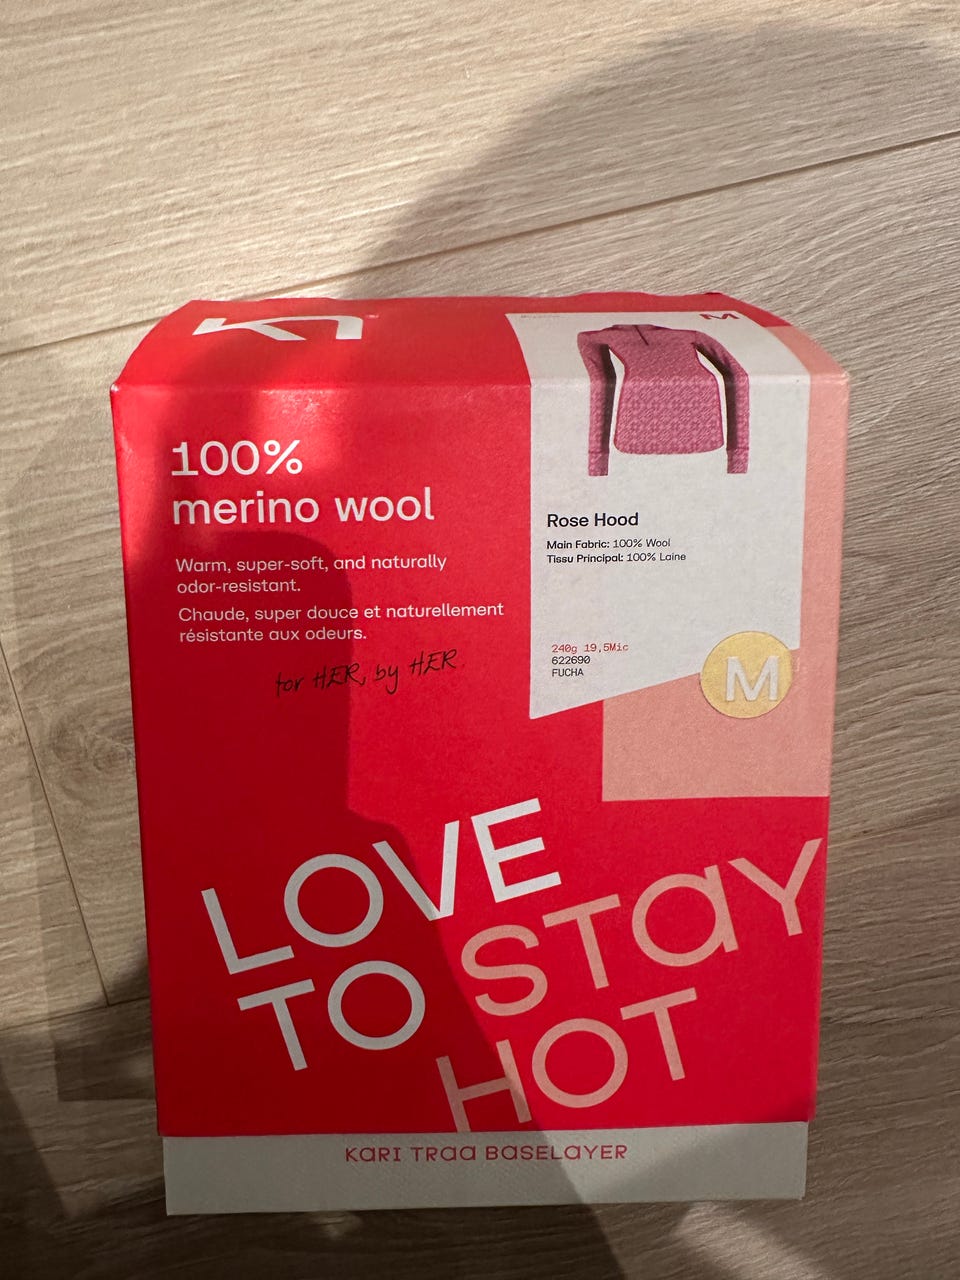 M
100%
merino wool
Warm, super-soft, and naturally
odor-resistant.
Chaude, super douce et naturellement
résistante aux odeurs.
for HER, by HER
Rose Hood
Main Fabric: 100% Wool
Tissu Principal: 100% Laine
240g 19,5Mic
622690
FUCHA
M
LOVE
TO STAY
HOT
KARI TRAA BASELAYER